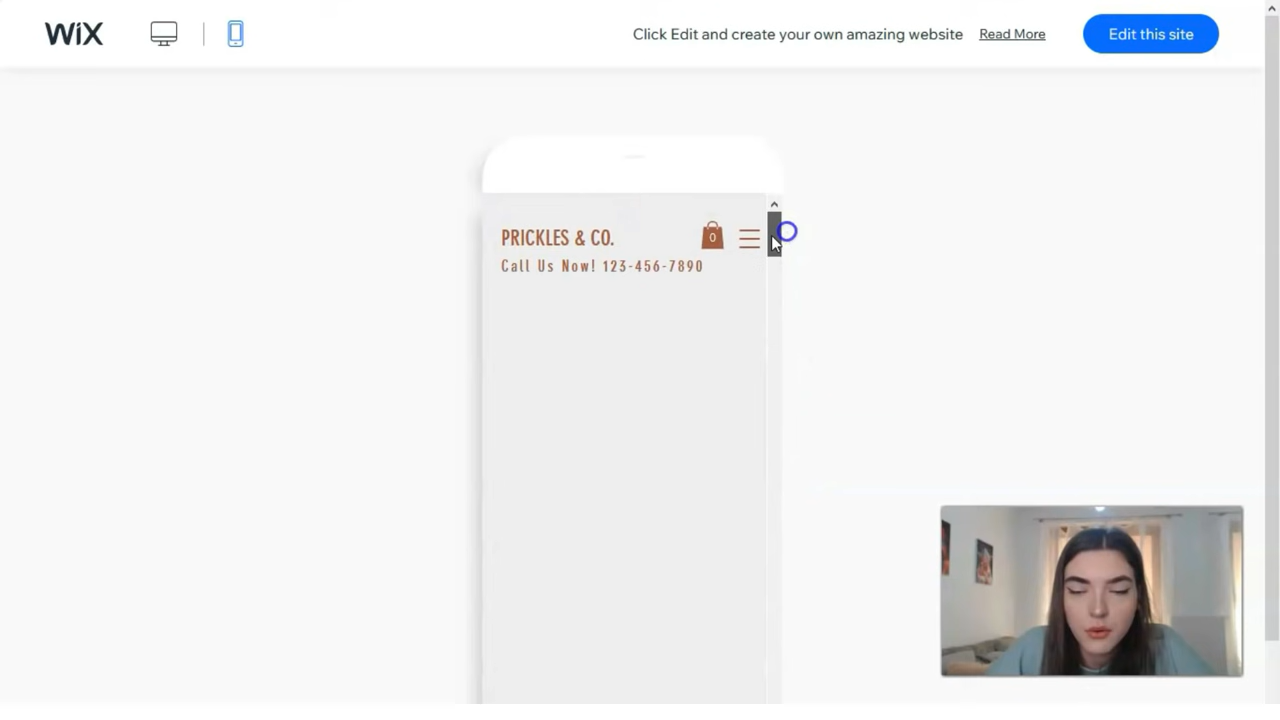 WiX
Click Edit and create your own amazing website Read More
Edit this site
PRICKLES & CO.
0
Call Us Now! 123-456-7890